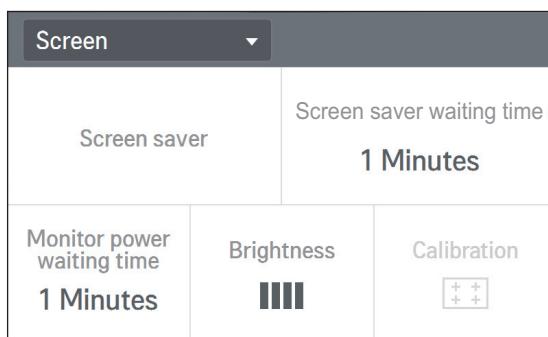 Screen
Screen saver
Screen saver waiting time
1 Minutes
Monitor power
waiting time
1 Minutes
Brightness
Calibration